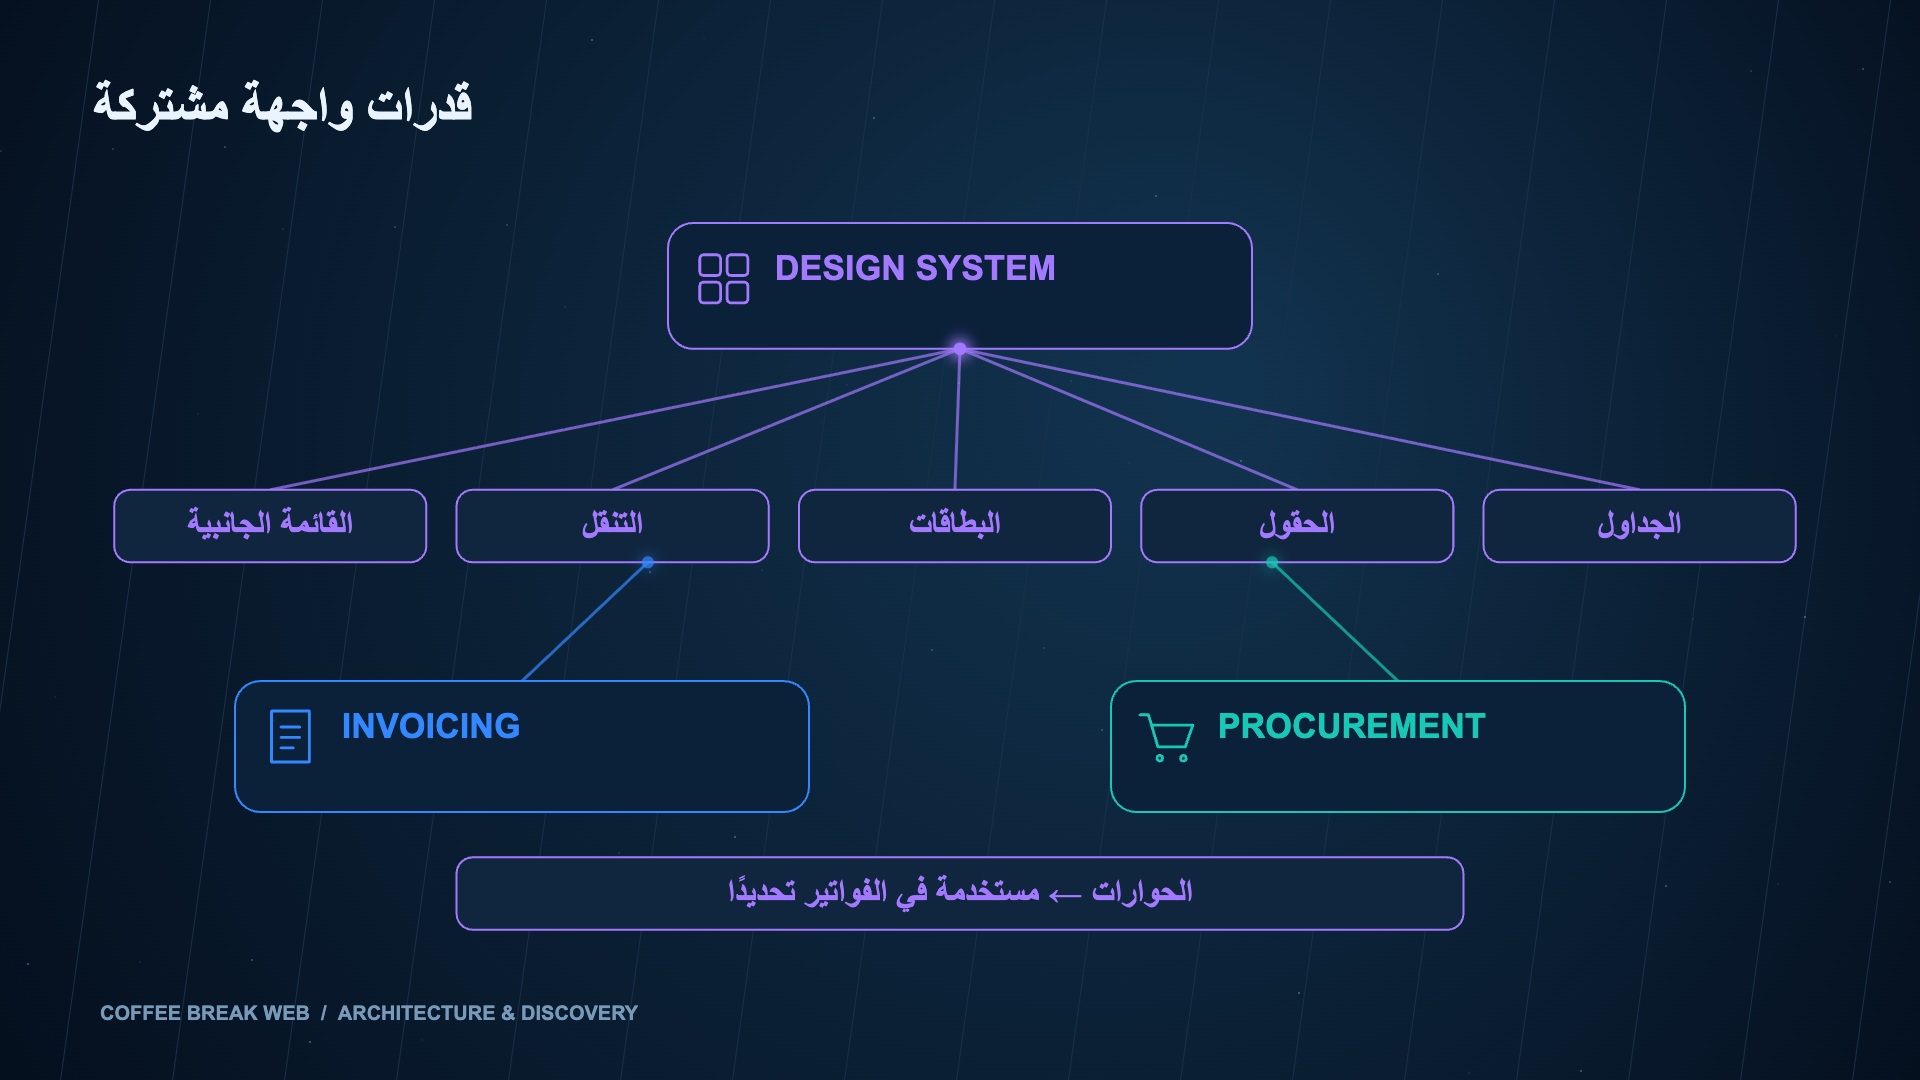 قدرات واجهة مشتركة
DESIGN SYSTEM
القائمة الجانبية
التنقل
البطاقات
الحقول
الجداول
INVOICING
PROCUREMENT
الحوارات ← مستخدمة في الفواتير تحديدًا
COFFEE BREAK WEB / ARCHITECTURE & DISCOVERY